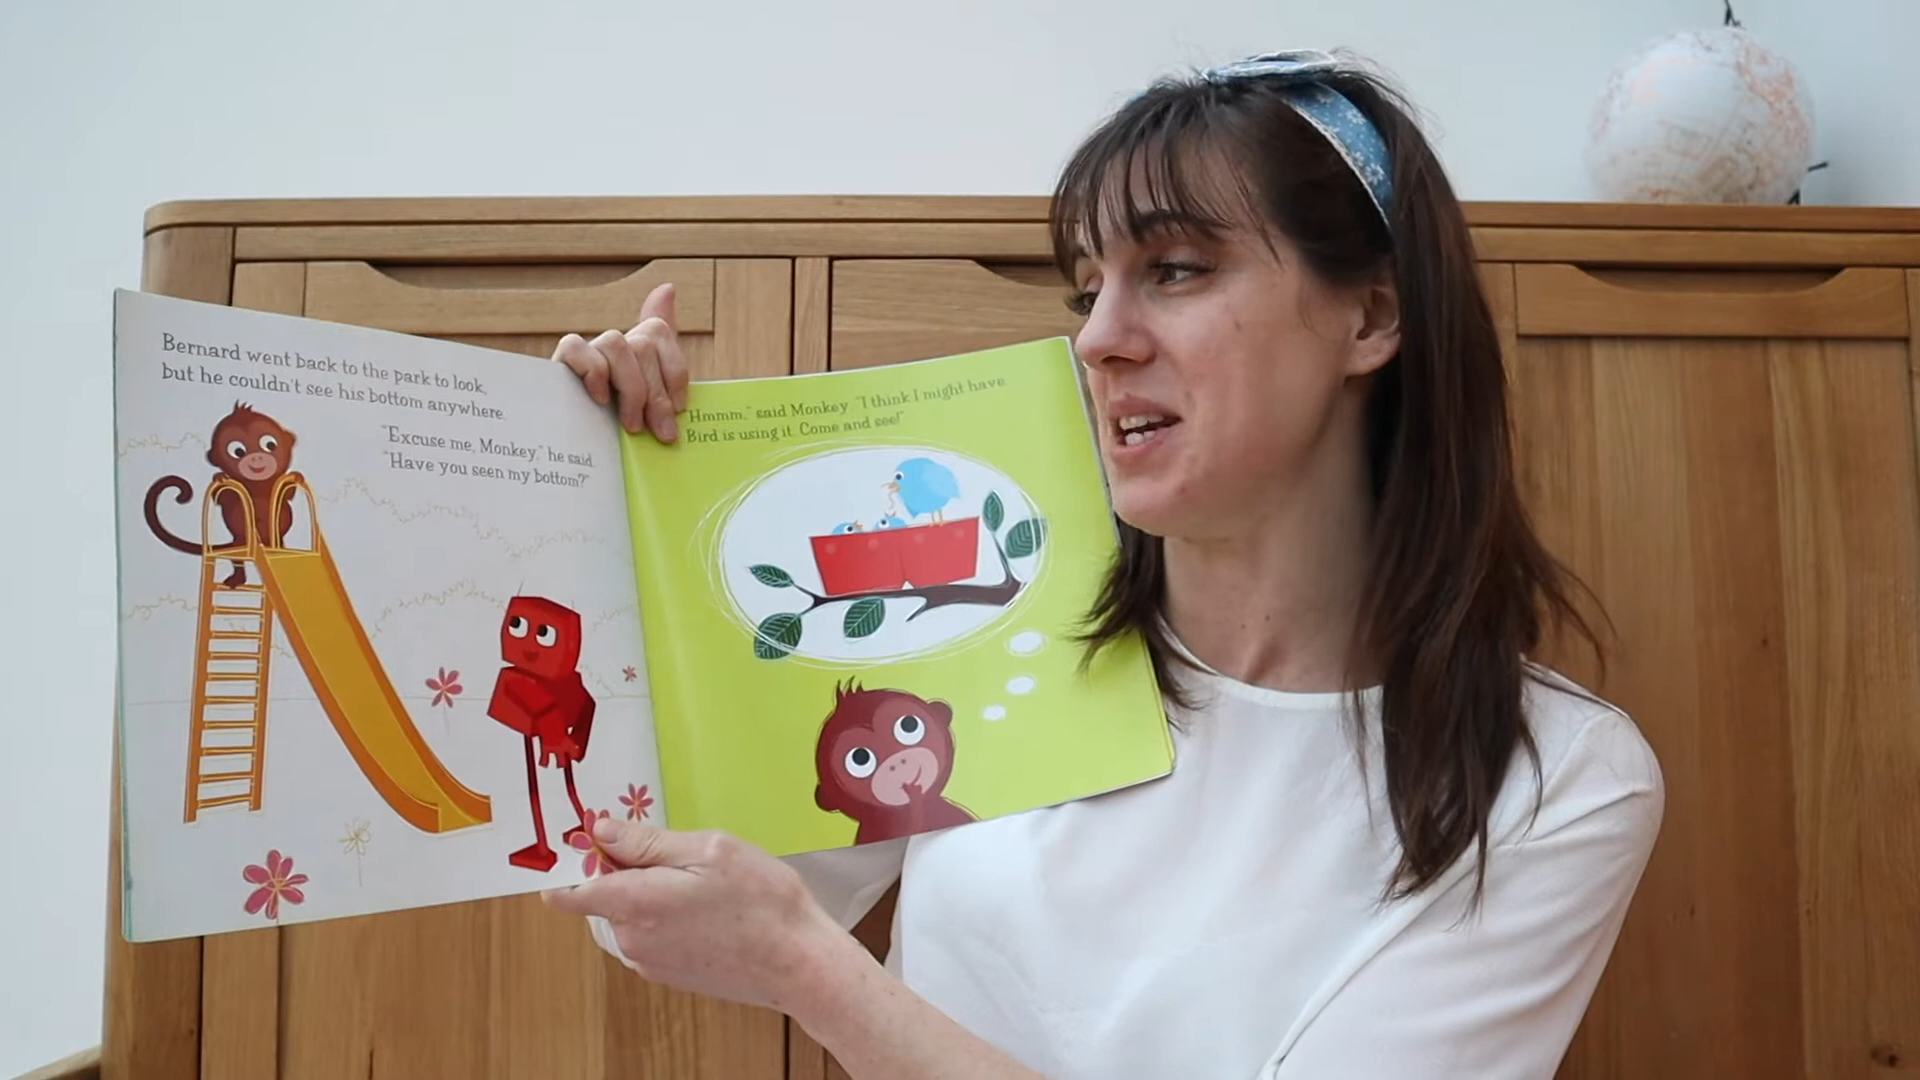 Bernard went back to the park to look,
but he couldn't see his bottom anywhere.
"Excuse me, Monkey," he said.
"Have you seen my bottom?"
"Hmmm," said Monkey. "I think I might have.
Bird is using it. Come and see!"